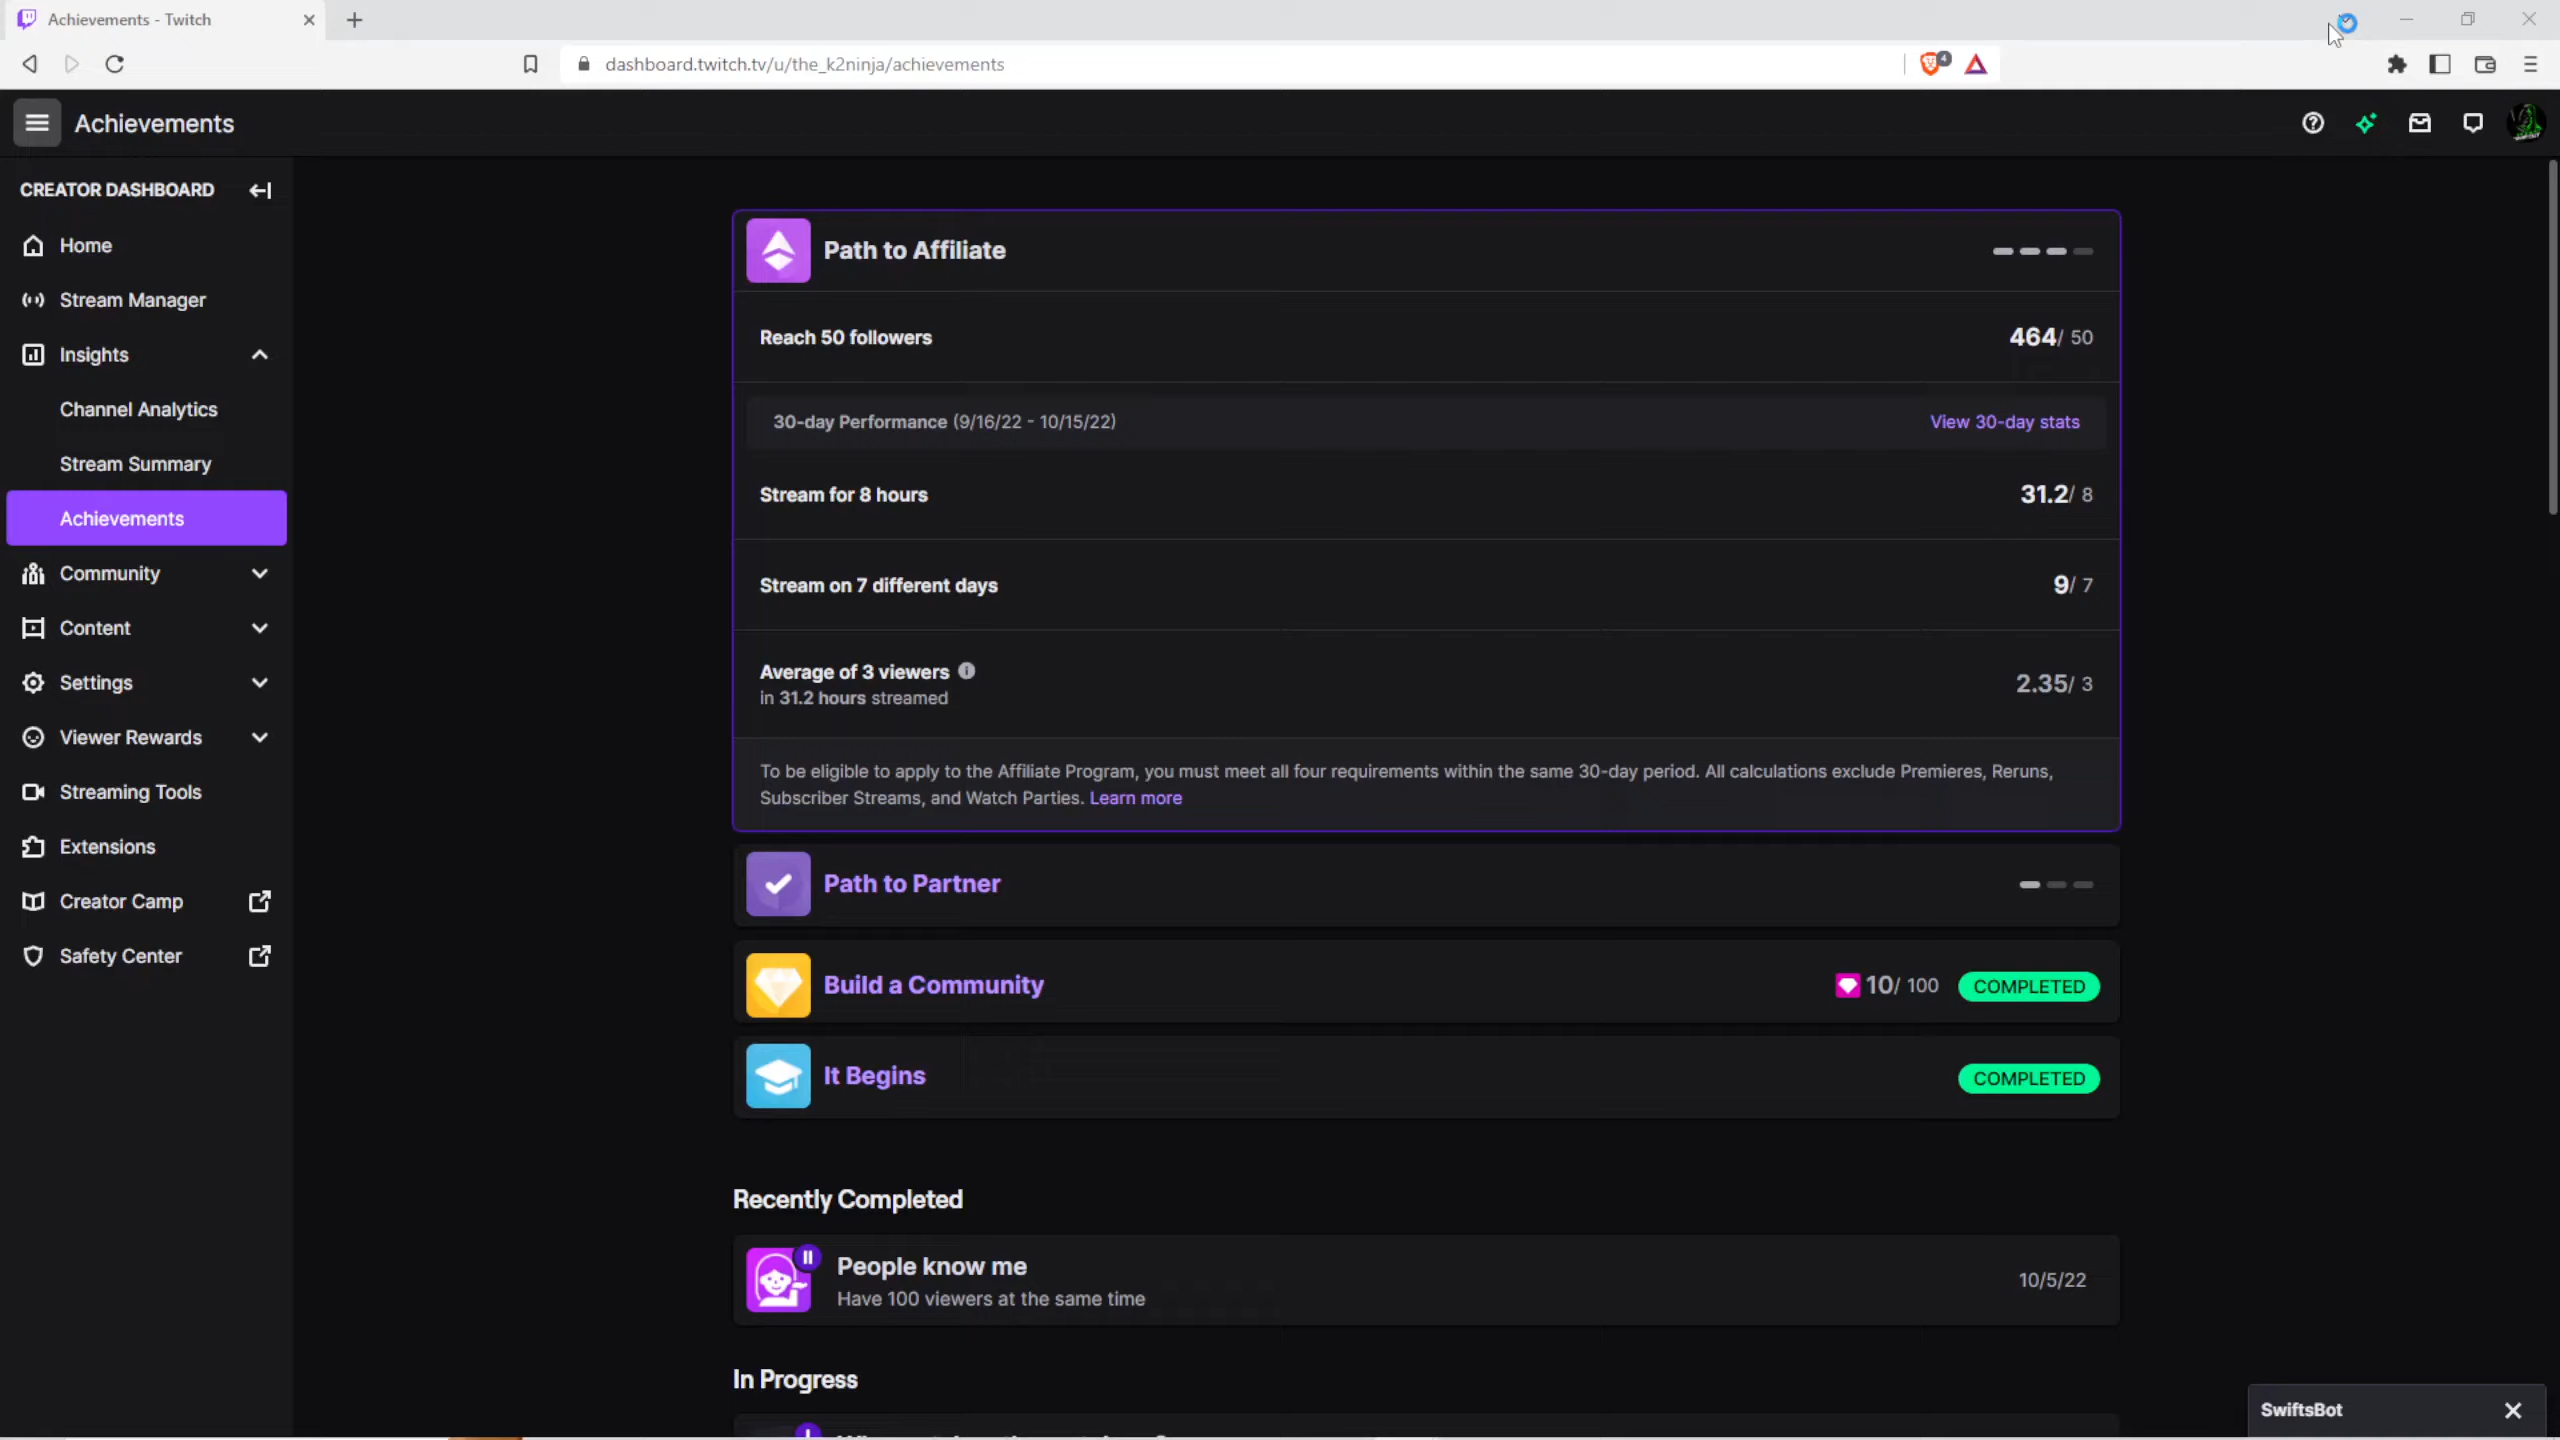 Achievements - Twitch
dashboard.twitch.tv/u/the_k2ninja/achievements
4
Achievements
CREATOR DASHBOARD
Home
Stream Manager
Insights
Channel Analytics
Stream Summary
Achievements
Community
Content
Settings
Viewer Rewards
Streaming Tools
Extensions
Creator Camp
Safety Center
Path to Affiliate
Reach 50 followers
464/ 50
30-day Performance (9/16/22 - 10/15/22)
View 30-day stats
Stream for 8 hours
31.2/ 8
Stream on 7 different days
9/ 7
Average of 3 viewers
in 31.2 hours streamed
2.35/ 3
To be eligible to apply to the Affiliate Program, you must meet all four requirements within the same 30-day period. All calculations exclude Premieres, Reruns,
Subscriber Streams, and Watch Parties. Learn more
Path to Partner
Build a Community
10/ 100
COMPLETED
It Begins
COMPLETED
Recently Completed
People know me
Have 100 viewers at the same time
10/5/22
In Progress
SwiftsBot